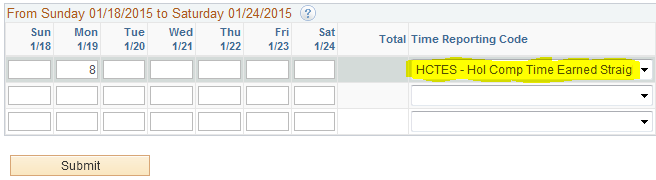 From Sunday 01/18/2015 to Saturday 01/24/2015 ?
Sun Mon Tue Wed Thu Fri Sat Total Time Reporting Code
1/18 1/19 1/20 1/21 1/22 1/23 1/24
8 HCTES - Hol Comp Time Earned Straig
Submit